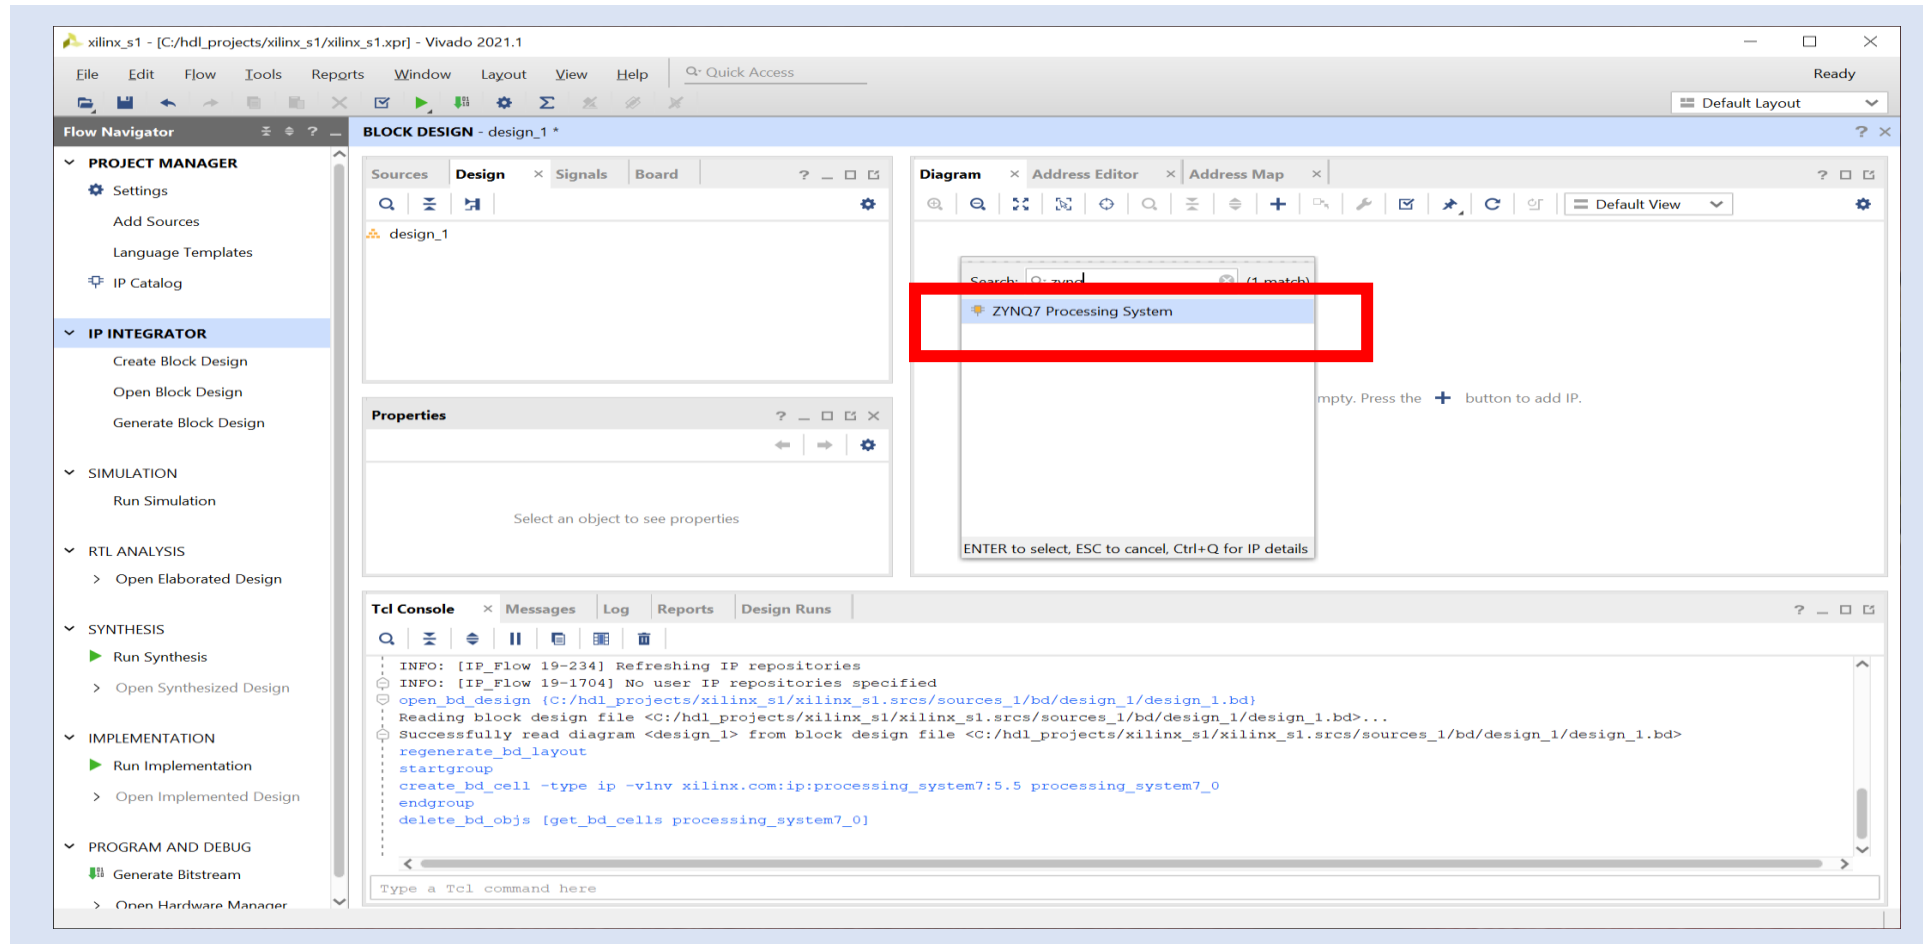 xilinx_s1 - [C:/hdl_projects/xilinx_s1/xilinx_s1.xpr] - Vivado 2021.1
File Edit Flow Tools Reports Window Layout View Help Quick Access Ready
Default Layout
Flow Navigator
PROJECT MANAGER
Settings
Add Sources
Language Templates
IP Catalog
IP INTEGRATOR
Create Block Design
Open Block Design
Generate Block Design
SIMULATION
Run Simulation
RTL ANALYSIS
Open Elaborated Design
SYNTHESIS
Run Synthesis
Open Synthesized Design
IMPLEMENTATION
Run Implementation
Open Implemented Design
PROGRAM AND DEBUG
Generate Bitstream
Open Hardware Manager
BLOCK DESIGN - design_1 *
Sources Design Signals Board
design_1
Properties
Select an object to see properties
Diagram Address Editor Address Map
Default View
Search: zynq (1 match)
ZYNQ7 Processing System
mpty. Press the + button to add IP.
ENTER to select, ESC to cancel, Ctrl+Q for IP details
Tcl Console Messages Log Reports Design Runs
INFO: [IP_Flow 19-234] Refreshing IP repositories
INFO: [IP_Flow 19-1704] No user IP repositories specified
open_bd_design {C:/hdl_projects/xilinx_s1/xilinx_s1.srcs/sources_1/bd/design_1/design_1.bd}
Reading block design file <C:/hdl_projects/xilinx_s1/xilinx_s1.srcs/sources_1/bd/design_1/design_1.bd>...
Successfully read diagram <design_1> from block design file <C:/hdl_projects/xilinx_s1/xilinx_s1.srcs/sources_1/bd/design_1/design_1.bd>
regenerate_bd_layout
startgroup
create_bd_cell -type ip -vlnv xilinx.com:ip:processing_system7:5.5 processing_system7_0
endgroup
delete_bd_objs [get_bd_cells processing_system7_0]
Type a Tcl command here